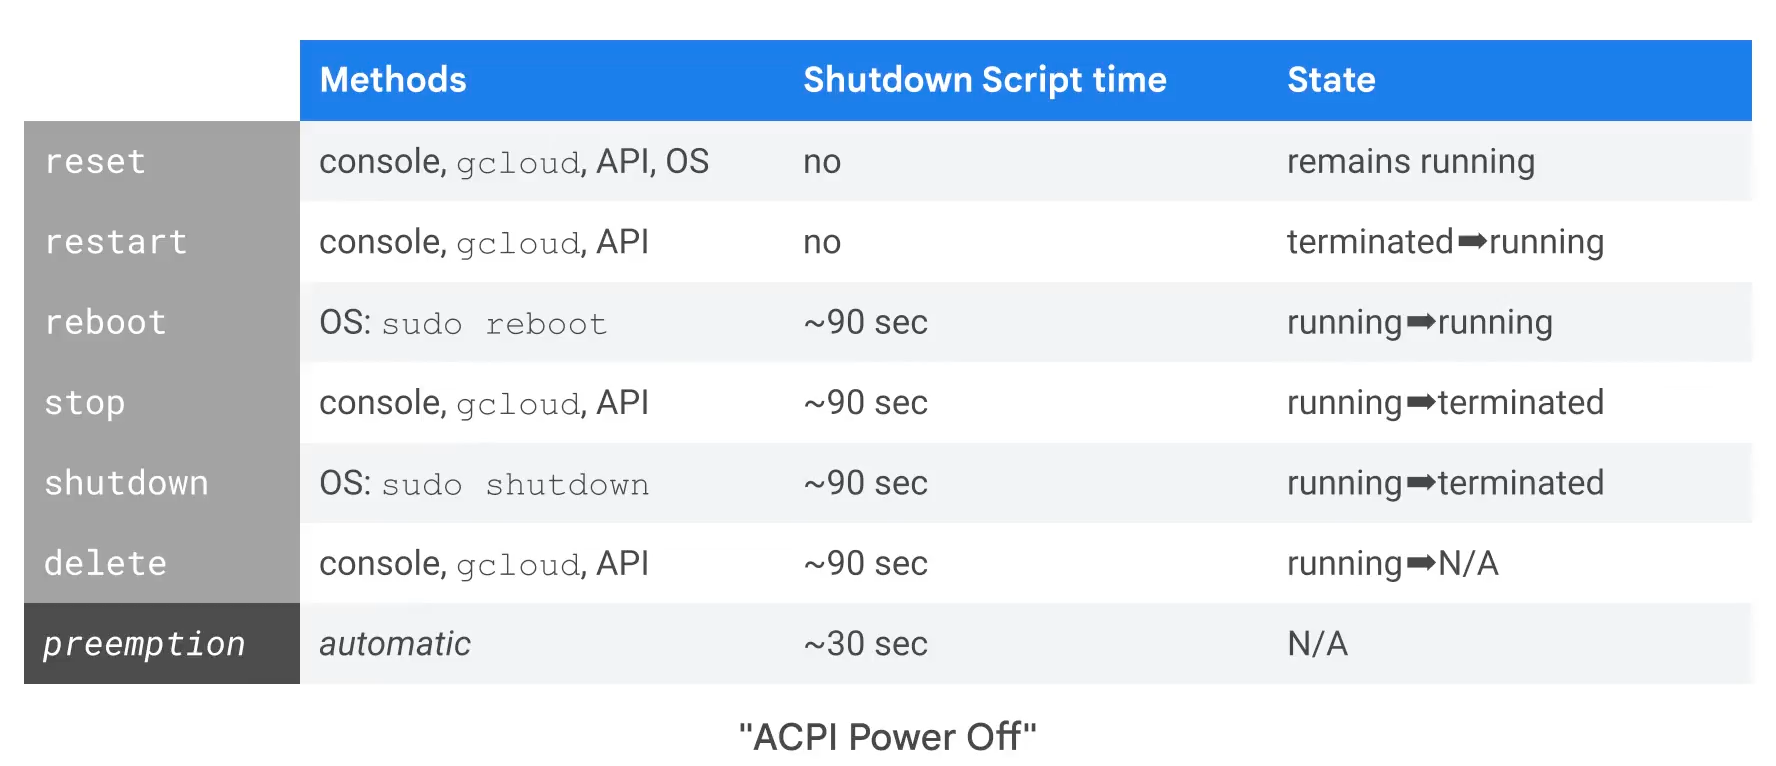 Methods Shutdown Script time State
reset console, gcloud, API, OS no remains running
restart console, gcloud, API no terminated➡running
reboot OS: sudo reboot ~90 sec running➡running
stop console, gcloud, API ~90 sec running➡terminated
shutdown OS: sudo shutdown ~90 sec running➡terminated
delete console, gcloud, API ~90 sec running➡N/A
preemption automatic ~30 sec N/A
"ACPI Power Off"